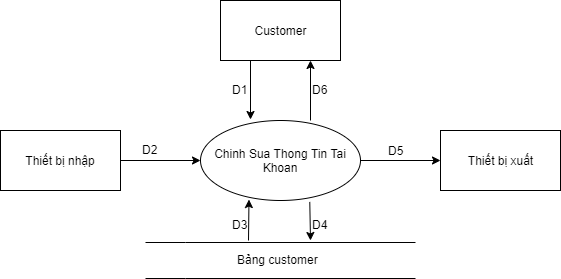 Customer
D1
D6
Thiết bị nhập
D2
Chinh Sua Thong Tin Tai
Khoan
D5
Thiết bị xuất
D3
D4
Bảng customer